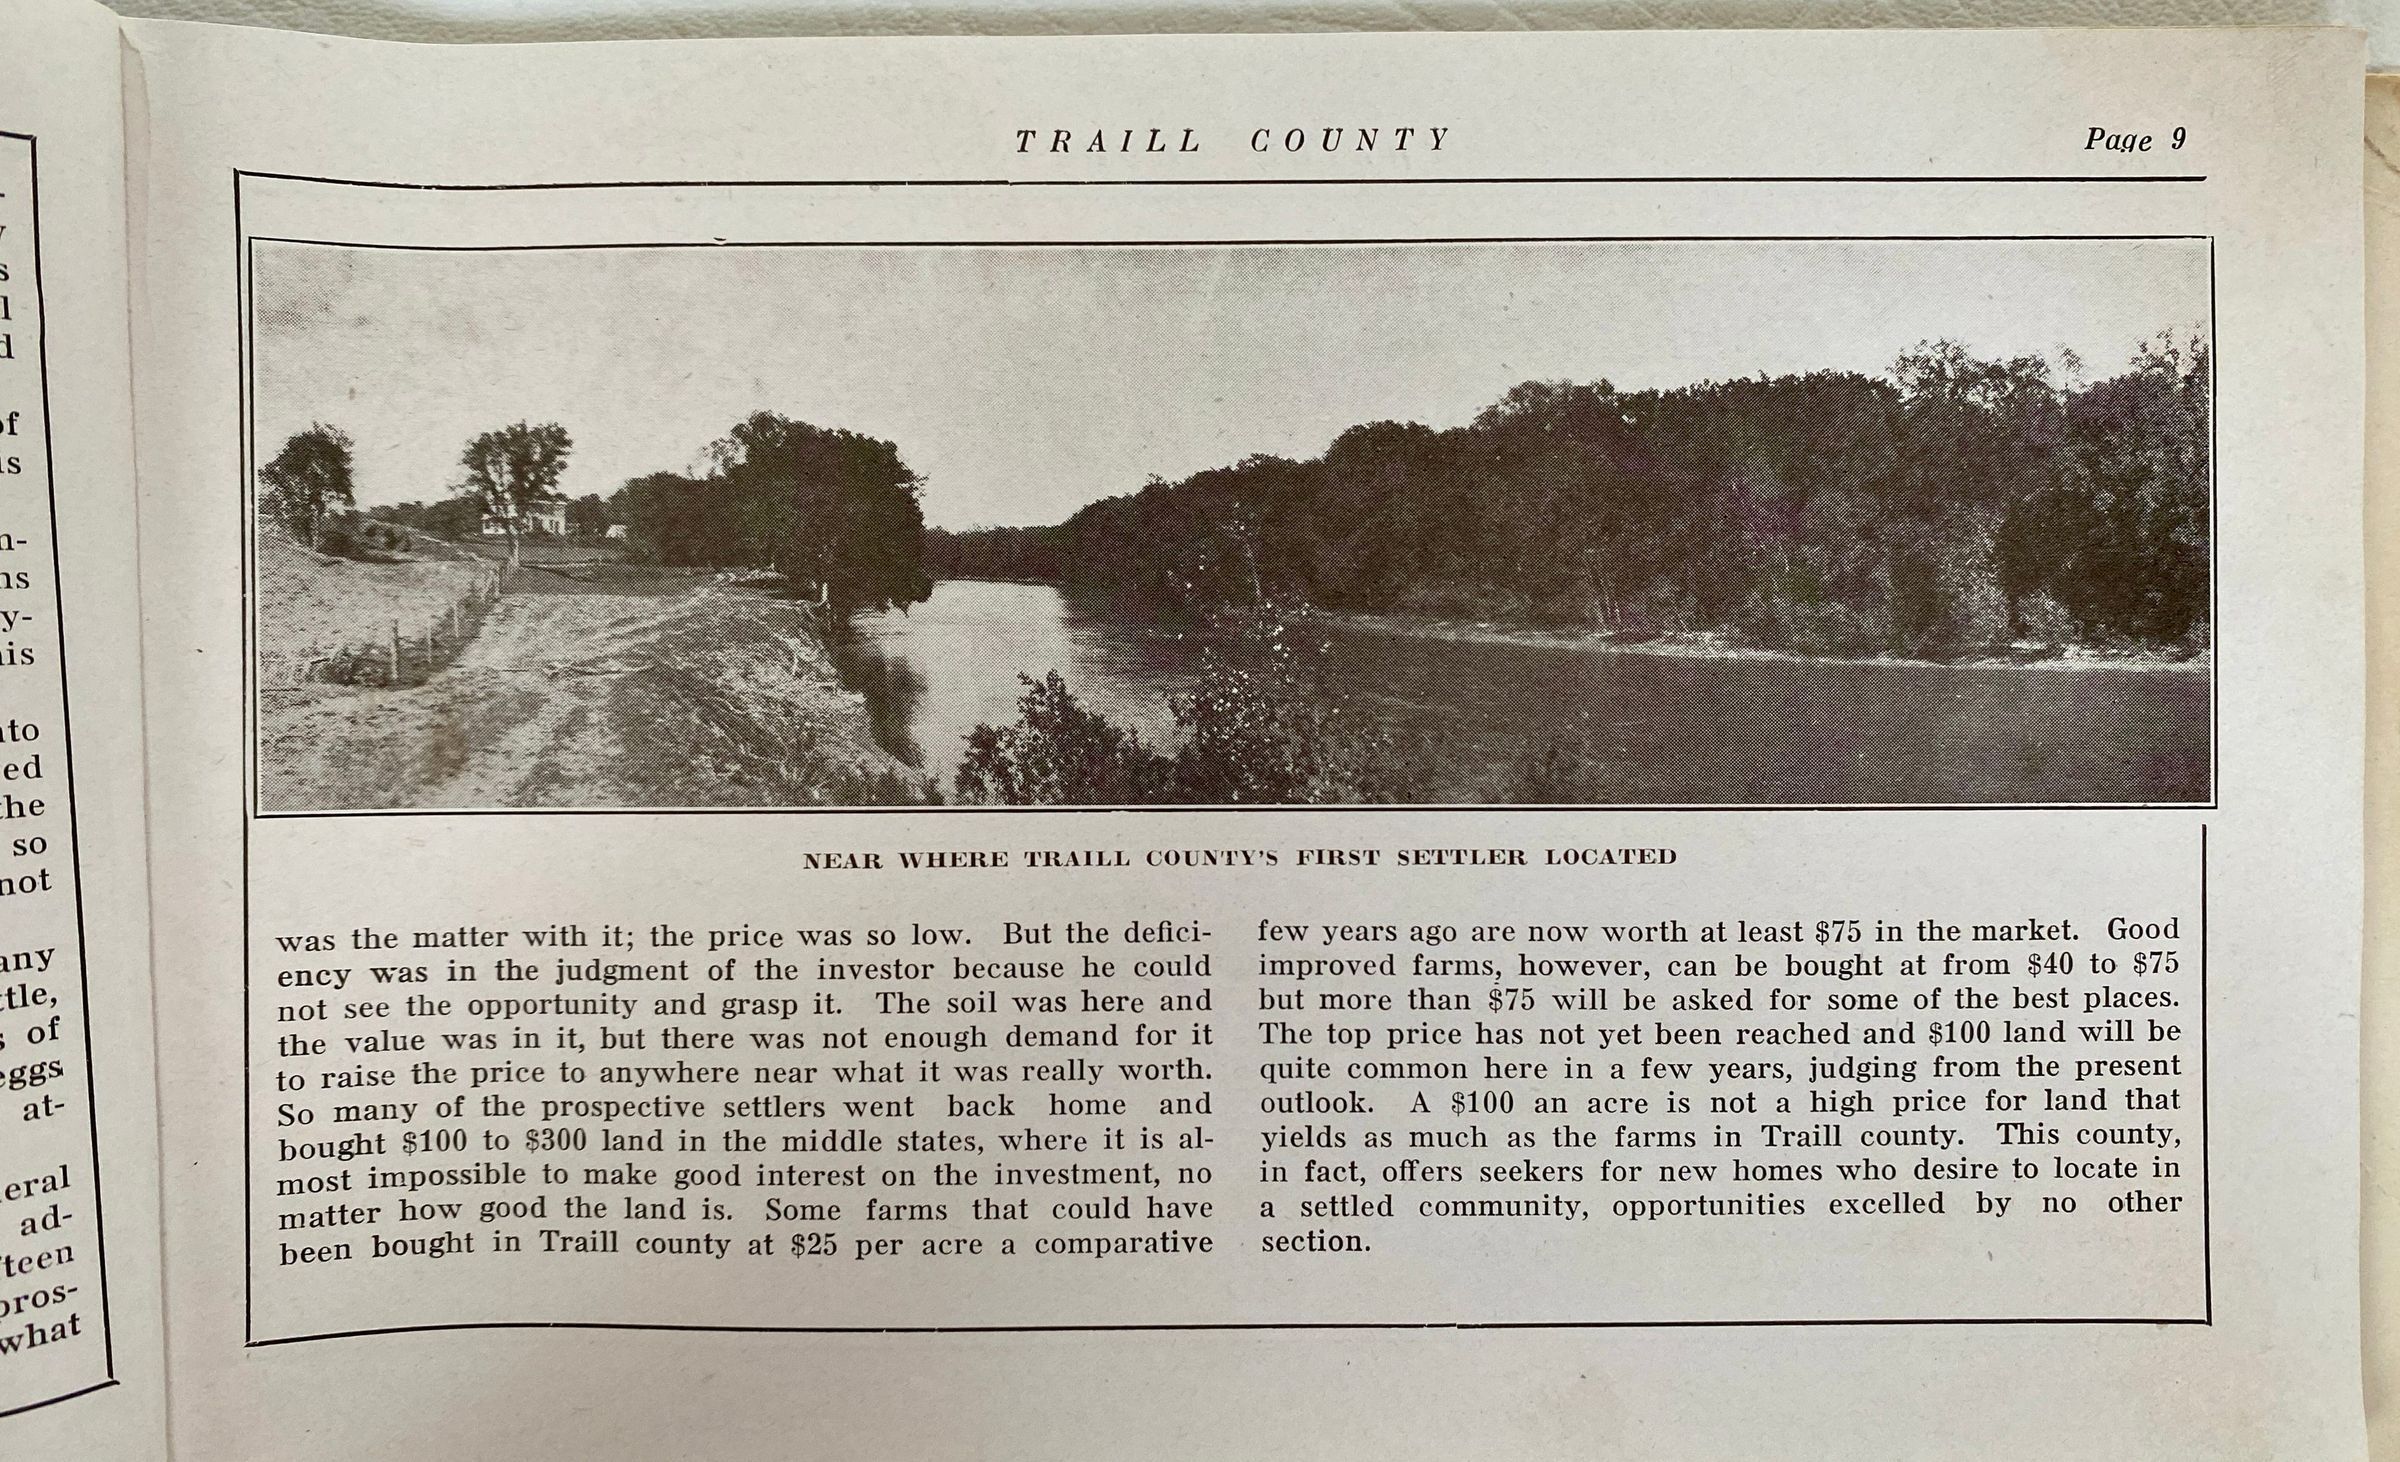 TRAILL COUNTY
Page 9
NEAR WHERE TRAILL COUNTY'S FIRST SETTLER LOCATED
was the matter with it; the price was so low. But the defici-
ency was in the judgment of the investor because he could
not see the opportunity and grasp it. The soil was here and
the value was in it, but there was not enough demand for it
to raise the price to anywhere near what it was really worth.
So many of the prospective settlers went back home and
bought $100 to $300 land in the middle states, where it is al-
most impossible to make good interest on the investment, no
matter how good the land is. Some farms that could have
been bought in Traill county at $25 per acre a comparative
few years ago are now worth at least $75 in the market. Good
improved farms, however, can be bought at from $40 to $75
but more than $75 will be asked for some of the best places.
The top price has not yet been reached and $100 land will be
quite common here in a few years, judging from the present
outlook. A $100 an acre is not a high price for land that
yields as much as the farms in Traill county. This county,
in fact, offers seekers for new homes who desire to locate in
a settled community, opportunities excelled by no other
section.